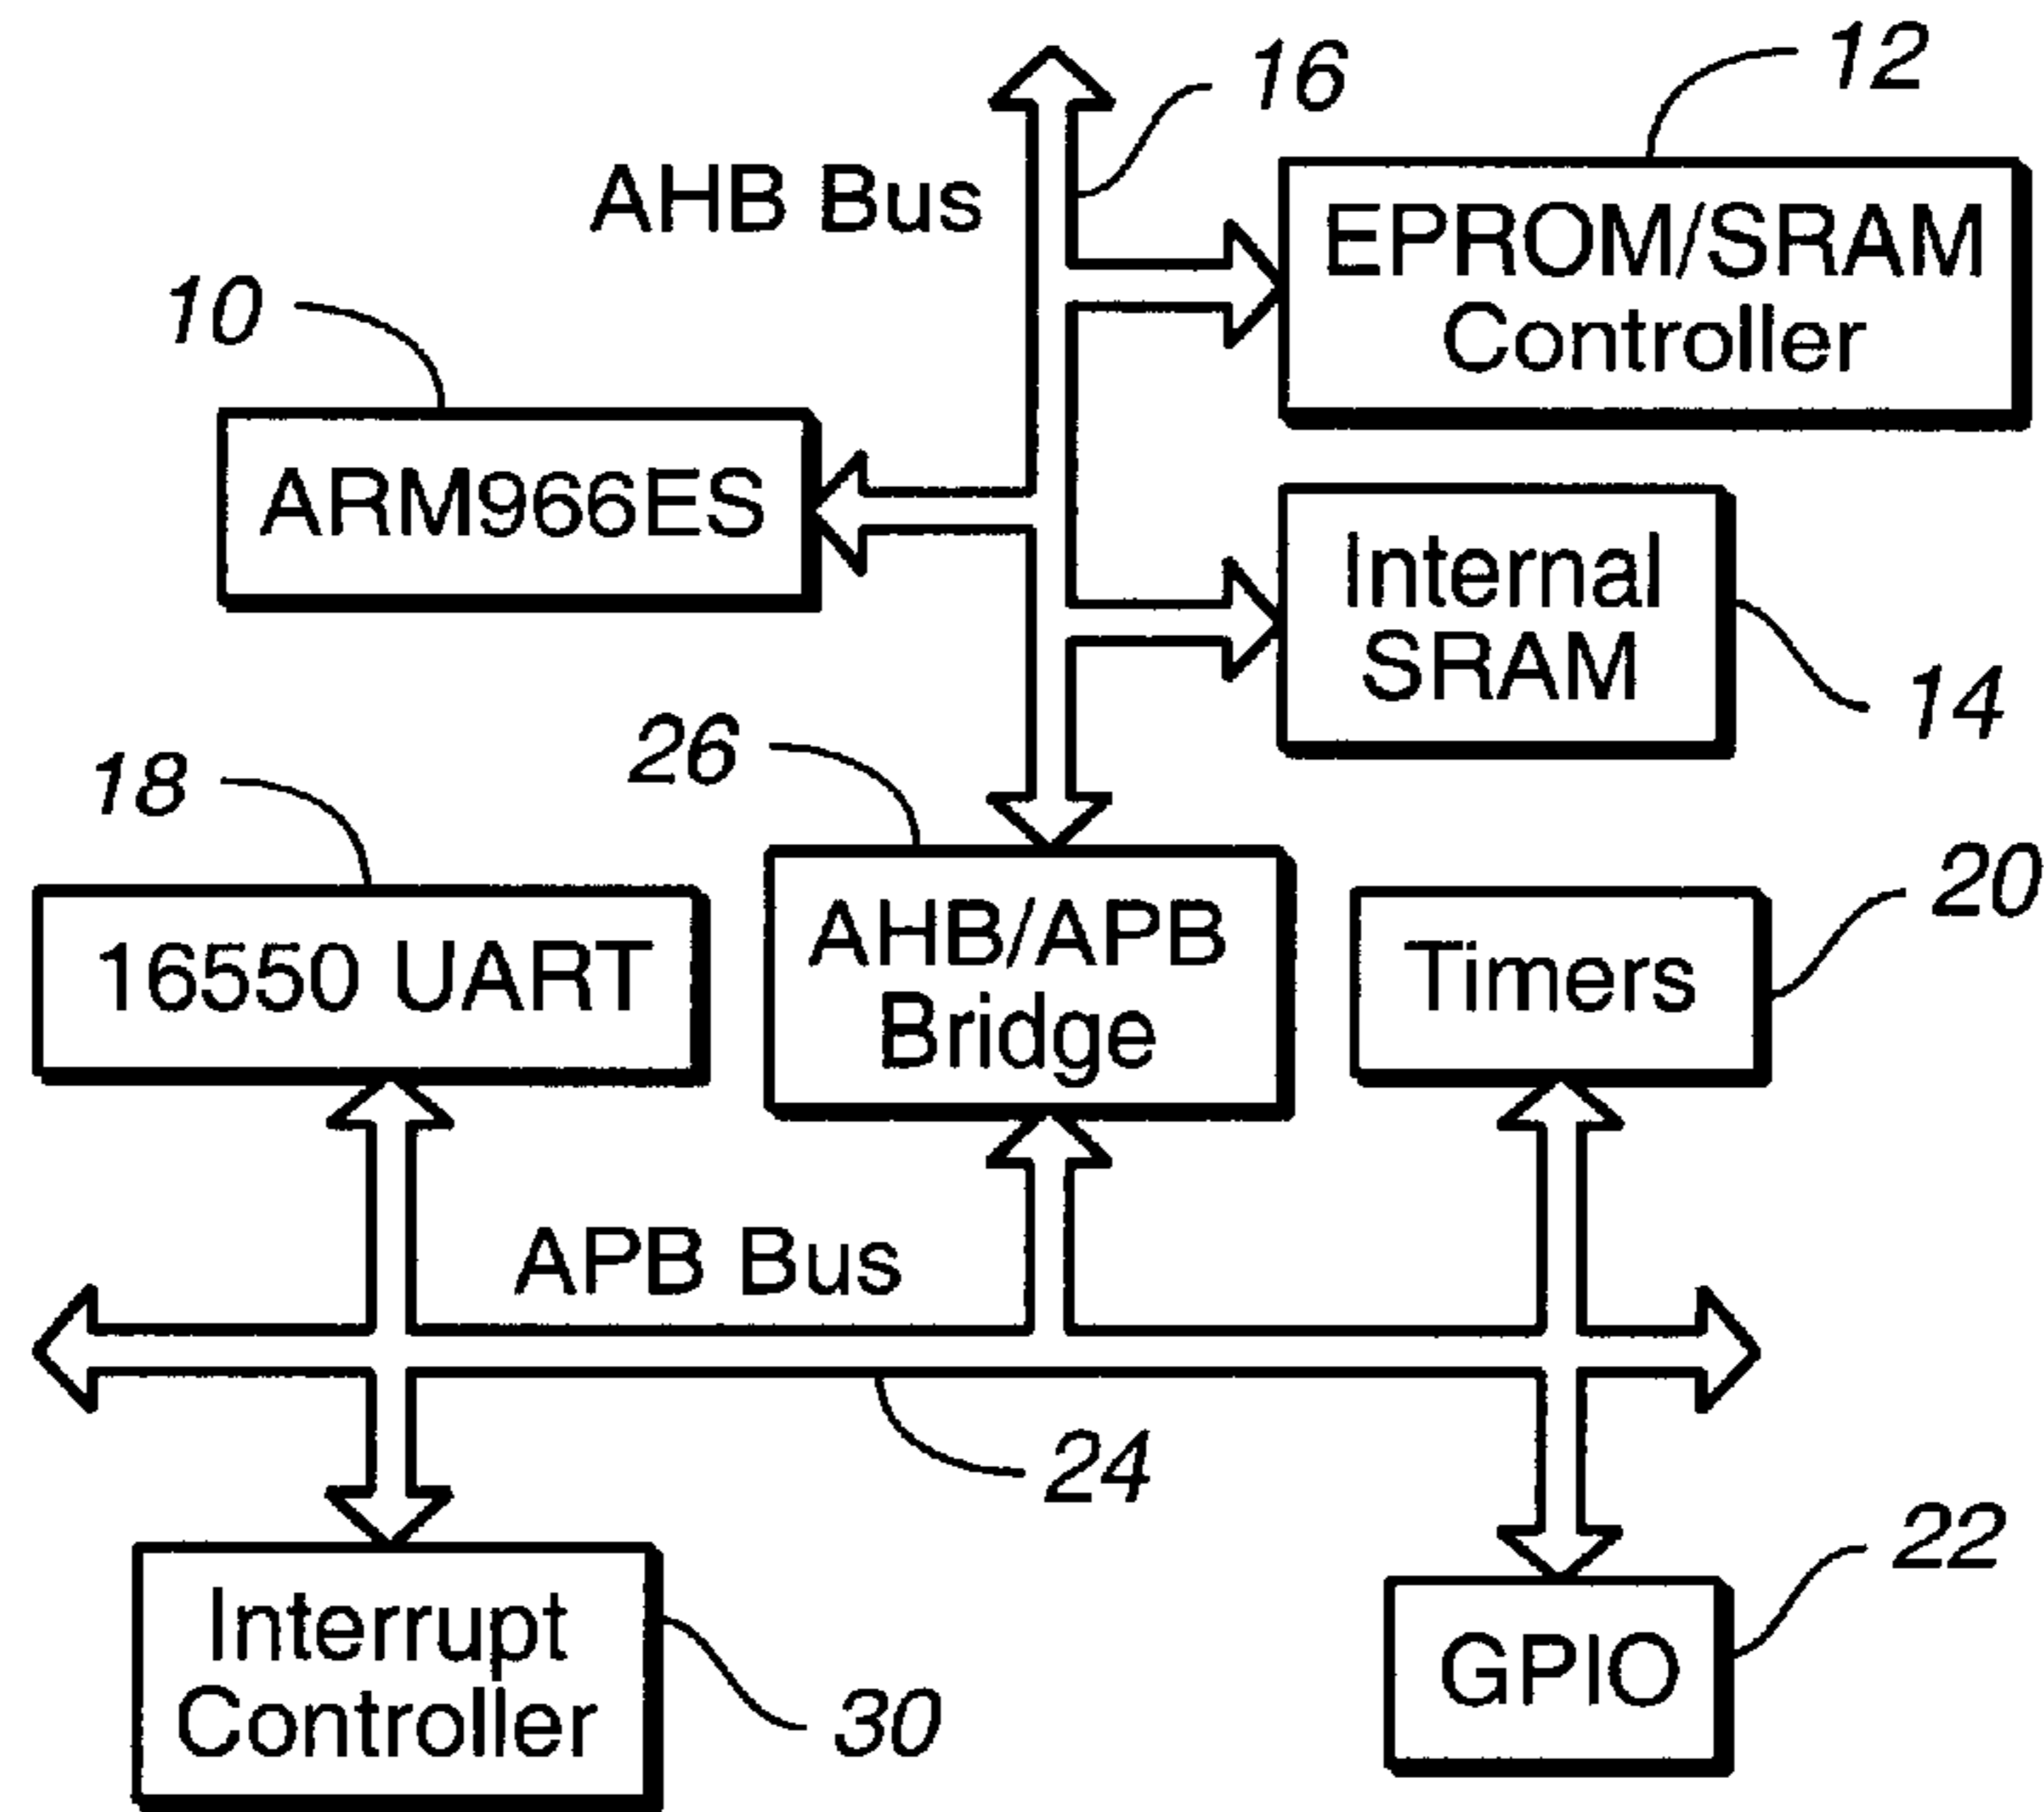 16
12
AHB Bus
EPROM/SRAM
Controller
10
ARM966ES
Internal
SRAM
14
26
18
20
16550 UART
AHB/APB
Bridge
Timers
APB Bus
24
22
Interrupt
Controller
30
GPIO